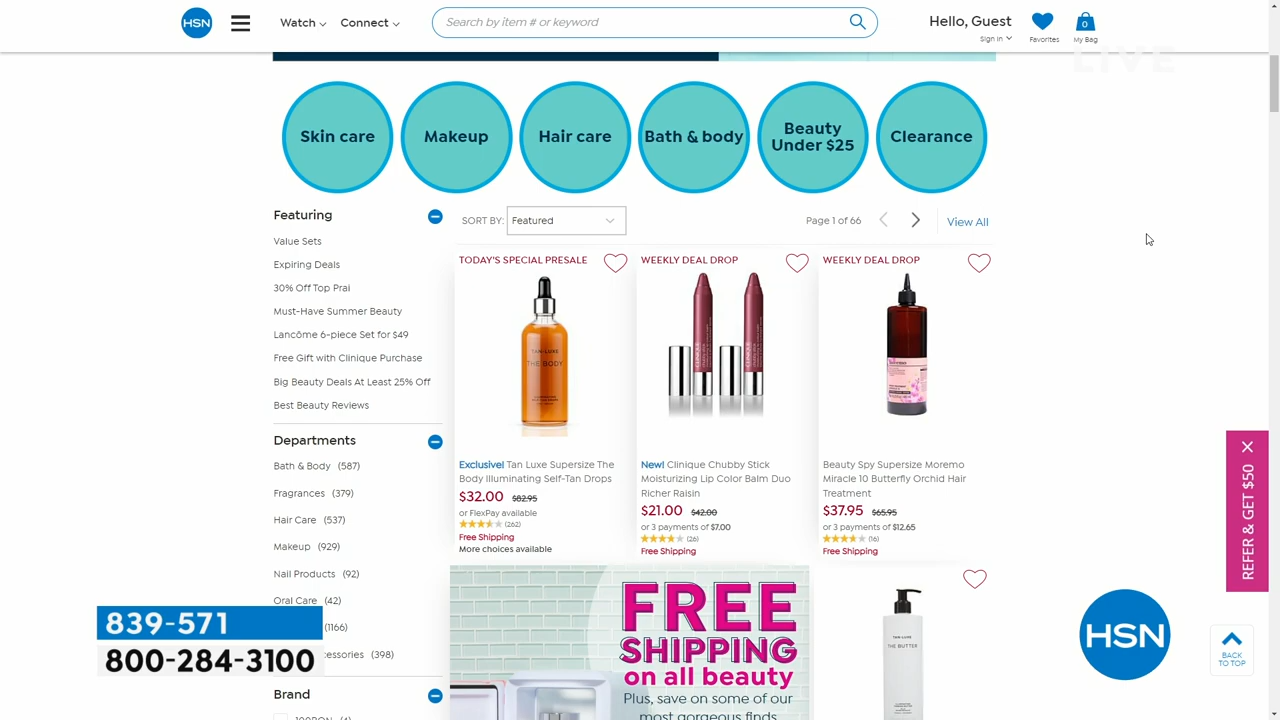 HSN
Watch
Connect
Search by item # or keyword
Hello, Guest
Sign In
Favorites
0
My Bag
LIVE
Skin care
Makeup
Hair care
Bath & body
Beauty
Under $25
Clearance
Featuring
Value Sets
Expiring Deals
30% Off Top Prai
Must-Have Summer Beauty
Lancôme 6-piece Set for $49
Free Gift with Clinique Purchase
Big Beauty Deals At Least 25% Off
Best Beauty Reviews
Departments
Bath & Body (587)
Fragrances (379)
Hair Care (537)
Makeup (929)
Nail Products (92)
Oral Care (42)
(1166)
(398)
Brand
SORT BY: Featured
Page 1 of 66
View All
TODAY'S SPECIAL PRESALE
TAN-LUXE
THE BODY
Exclusive! Tan Luxe Supersize The
Body Illuminating Self-Tan Drops
$32.00 $82.95
or FlexPay available
(262)
Free Shipping
More choices available
WEEKLY DEAL DROP
New! Clinique Chubby Stick
Moisturizing Lip Color Balm Duo
Richer Raisin
$21.00 $42.00
or 3 payments of $7.00
(26)
Free Shipping
WEEKLY DEAL DROP
Beauty Spy Supersize Moremo
Miracle 10 Butterfly Orchid Hair
Treatment
$37.95 $65.95
or 3 payments of $12.65
(16)
Free Shipping
FREE
SHIPPING
on all beauty
Plus, save on some of our
most gorgeous finds
TAN-LUXE
THE BUTTER
REFER & GET $50
HSN
BACK
TO TOP
839-571
800-284-3100